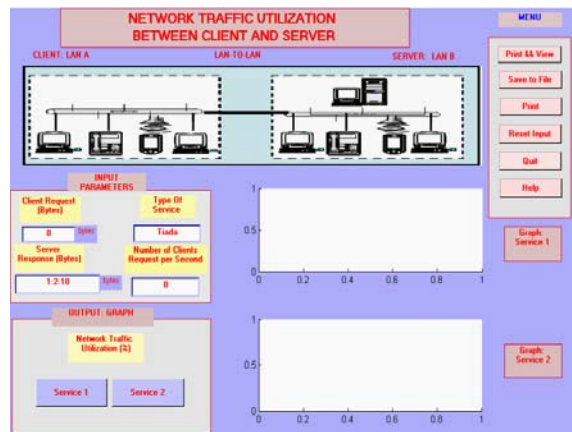 NETWORK TRAFFIC UTILIZATION
BETWEEN CLIENT AND SERVER
MENU
CLIENT: LAN A
LAN-TO-LAN
SERVER: LAN B
Print && View
Save to File
Print
Reset Input
Quit
Help
INPUT
PARAMETERS
Client Request
(Bytes)
0
bytes
Type Of
Service
Tiada
Server
Response (Bytes)
1:2:10
bytes
Number of Clients
Request per Second
0
OUTPUT: GRAPH
Network Traffic
Utilization (%)
Service 1
Service 2
1
0.5
0
0
0.2
0.4
0.6
0.8
1
Graph:
Service 1
1
0.5
0
0
0.2
0.4
0.6
0.8
1
Graph:
Service 2